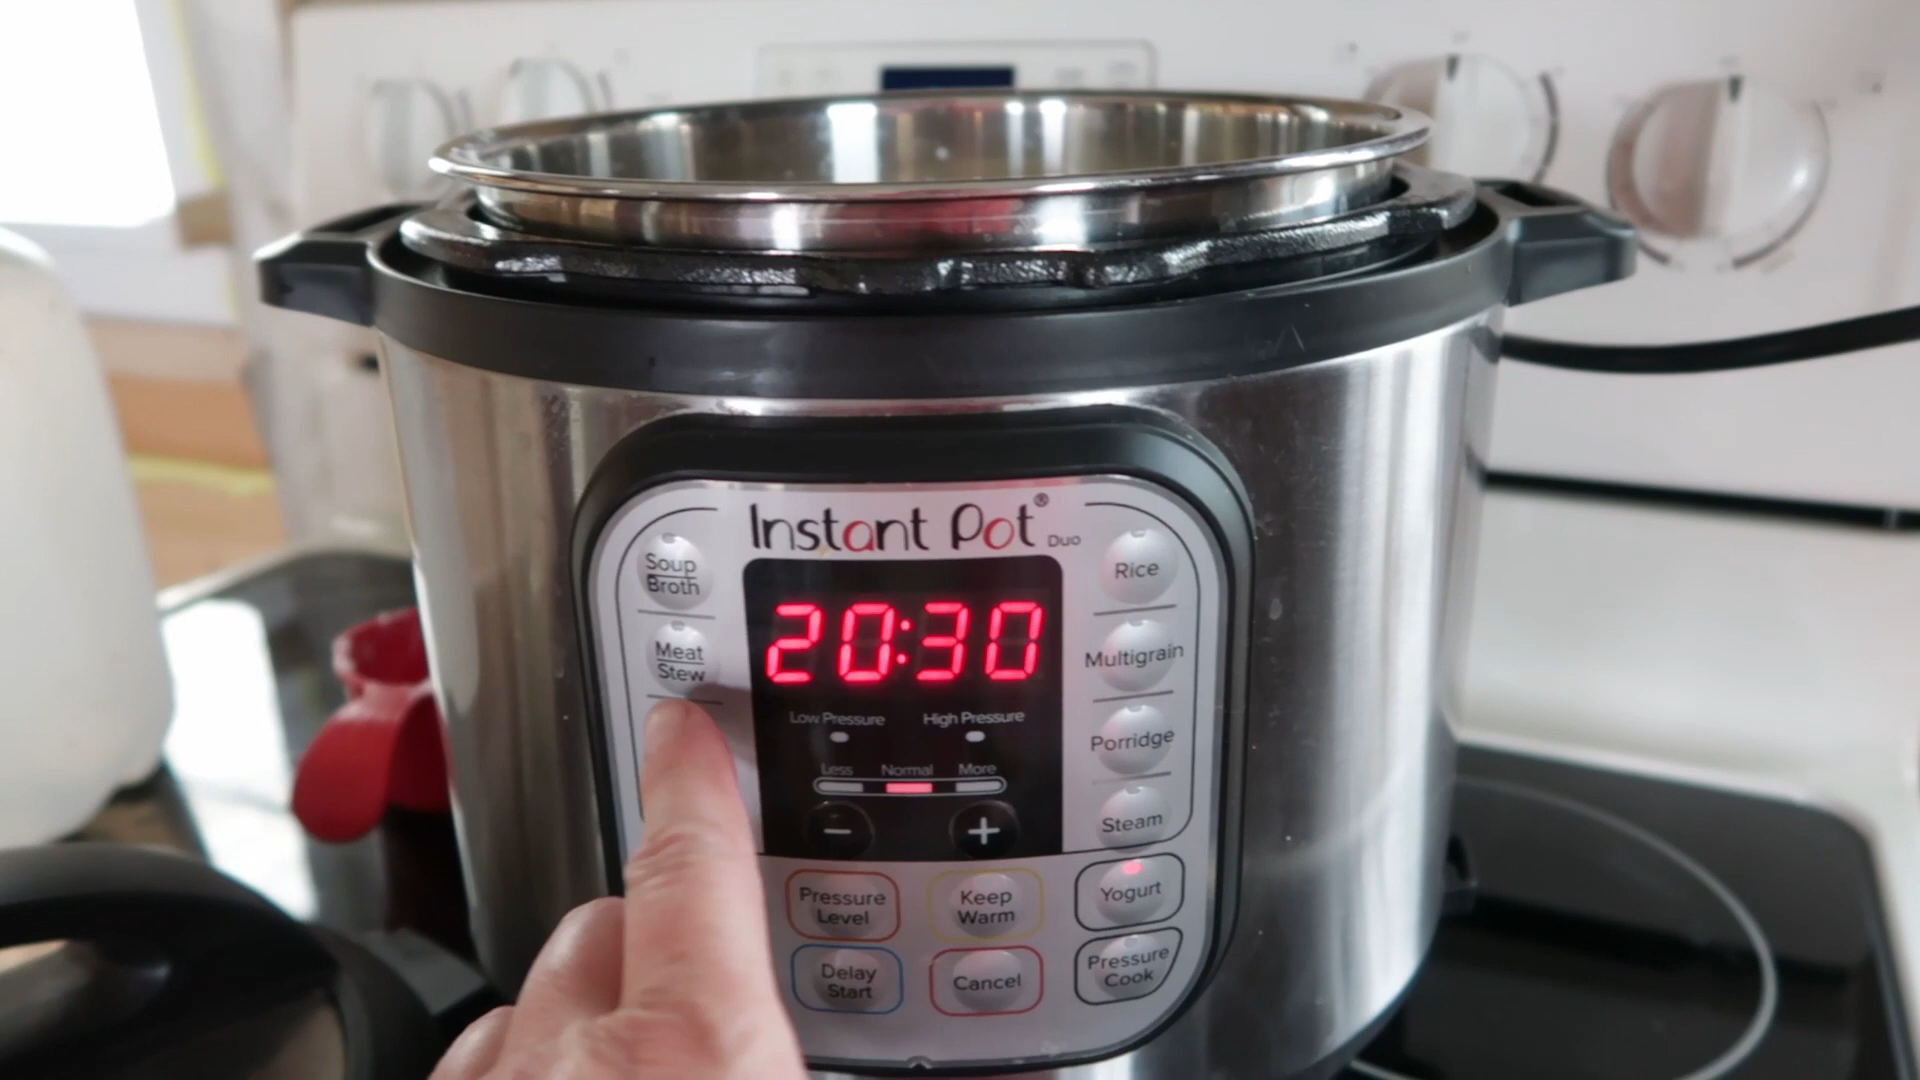 Instant Pot® Duo
Soup
Broth
Meat
Stew
20:30
Low Pressure High Pressure
Less Normal More
- +
Rice
Multigrain
Porridge
Steam
Pressure
Level
Keep
Warm
Yogurt
Delay
Start
Cancel
Pressure
Cook